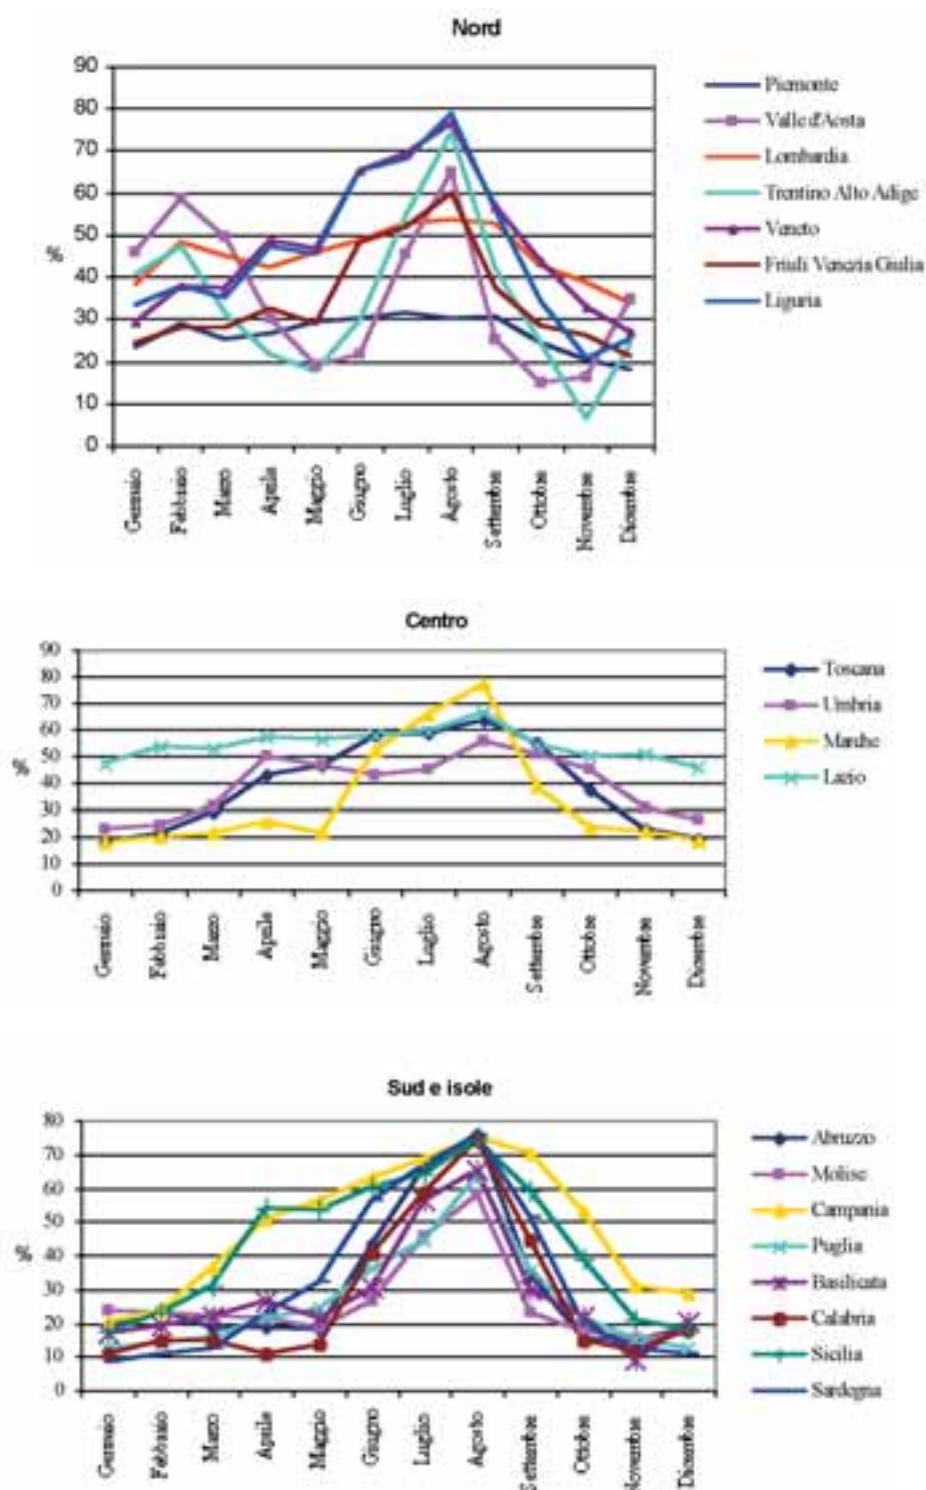 Nord
90
80
70
60
50
40
30
20
10
0
%
Gennaio
Febbraio
Marzo
Aprile
Maggio
Giugno
Luglio
Agosto
Settembre
Ottobre
Novembre
Dicembre
Piemonte
Valle d'Aosta
Lombardia
Trentino Alto Adige
Veneto
Friuli Venezia Giulia
Liguria
Centro
90
80
70
60
50
40
30
20
10
0
%
Gennaio
Febbraio
Marzo
Aprile
Maggio
Giugno
Luglio
Agosto
Settembre
Ottobre
Novembre
Dicembre
Toscana
Umbria
Marche
Lazio
Sud e isole
80
70
60
50
40
30
20
10
0
%
Gennaio
Febbraio
Marzo
Aprile
Maggio
Giugno
Luglio
Agosto
Settembre
Ottobre
Novembre
Dicembre
Abruzzo
Molise
Campania
Puglia
Basilicata
Calabria
Sicilia
Sardegna